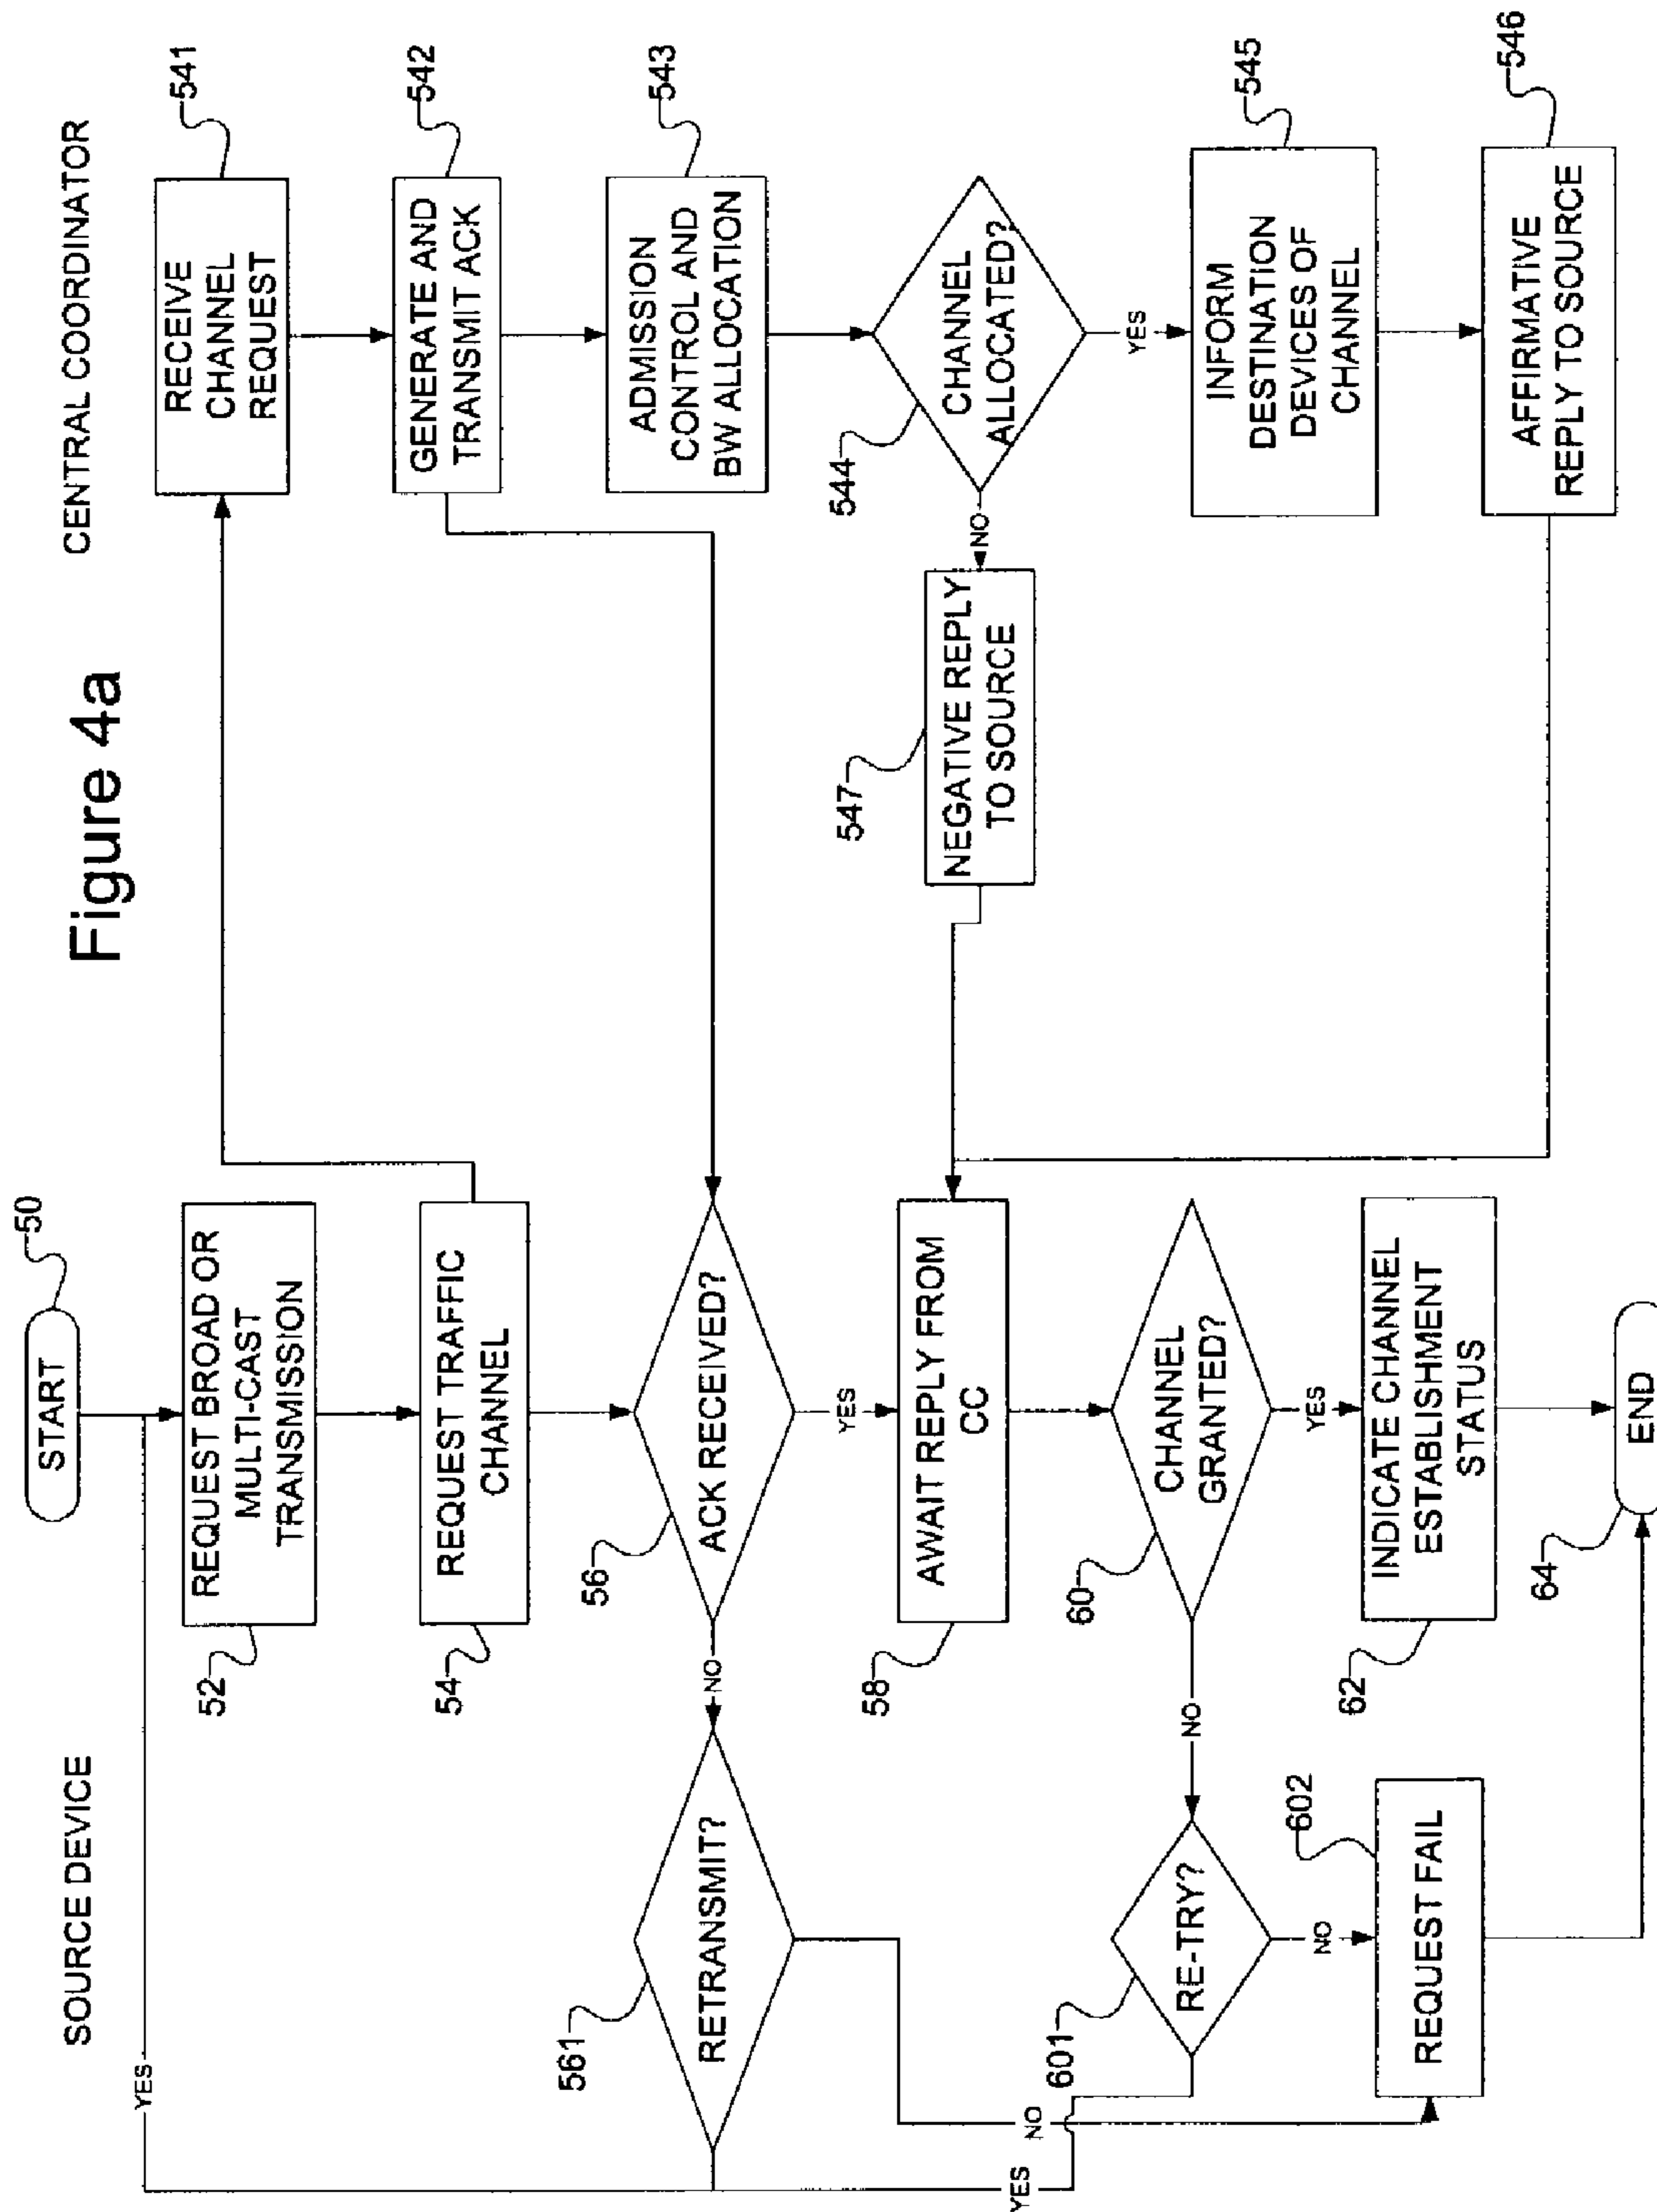 Figure 4a
SOURCE DEVICE
CENTRAL COORDINATOR
START
50
REQUEST BROAD OR
MULTI-CAST
TRANSMISSION
52
REQUEST TRAFFIC
CHANNEL
54
ACK RECEIVED?
56
YES
NO
RETRANSMIT?
561
YES
NO
AWAIT REPLY FROM
CC
58
CHANNEL
GRANTED?
60
YES
NO
RE-TRY?
601
YES
NO
REQUEST FAIL
602
INDICATE CHANNEL
ESTABLISHMENT
STATUS
62
END
64
RECEIVE
CHANNEL
REQUEST
541
GENERATE AND
TRANSMIT ACK
542
ADMISSION
CONTROL AND
BW ALLOCATION
543
CHANNEL
ALLOCATED?
544
NO
YES
NEGATIVE REPLY
TO SOURCE
547
INFORM
DESTINATION
DEVICES OF
CHANNEL
545
AFFIRMATIVE
REPLY TO SOURCE
546